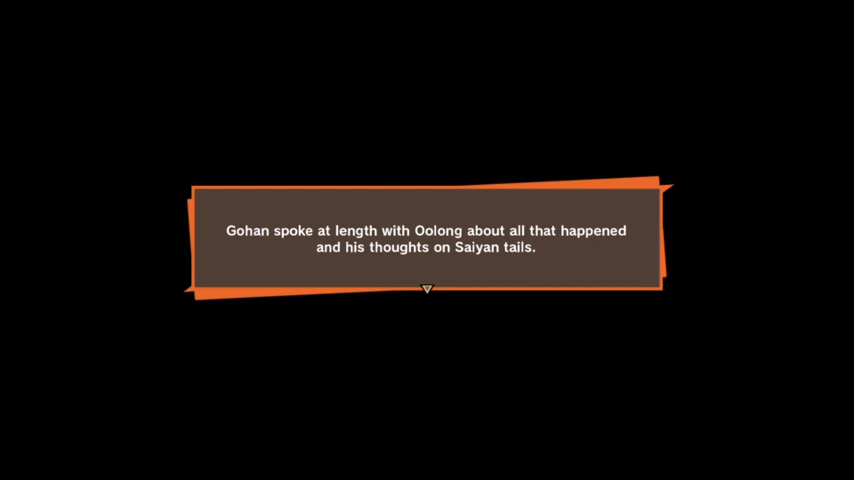 Gohan spoke at length with Oolong about all that happened
and his thoughts on Saiyan tails.